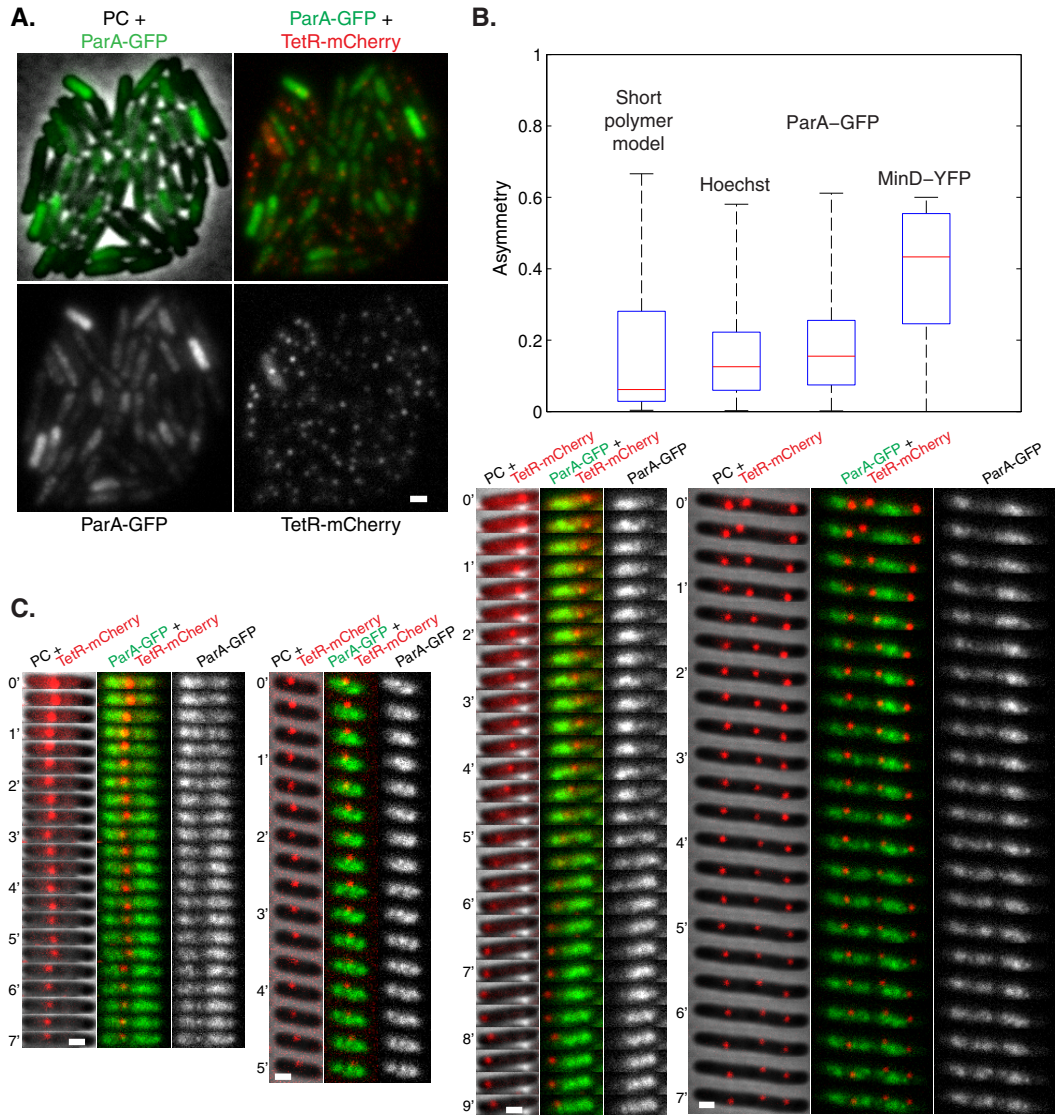 A.
PC +
ParA-GFP
ParA-GFP +
TetR-mCherry
ParA-GFP
TetR-mCherry
B.
1
0.8
0.6
0.4
0.2
0
Asymmetry
Short
polymer
model
Hoechst
ParA–GFP
MinD–YFP
PC +
TetR-mCherry
ParA-GFP +
TetR-mCherry
ParA-GFP
0'
1'
2'
3'
4'
5'
6'
7'
8'
9'
PC +
TetR-mCherry
ParA-GFP +
TetR-mCherry
ParA-GFP
0'
1'
2'
3'
4'
5'
6'
7'
C.
PC +
TetR-mCherry
ParA-GFP +
TetR-mCherry
ParA-GFP
0'
1'
2'
3'
4'
5'
6'
7'
PC +
TetR-mCherry
ParA-GFP +
TetR-mCherry
ParA-GFP
0'
1'
2'
3'
4'
5'